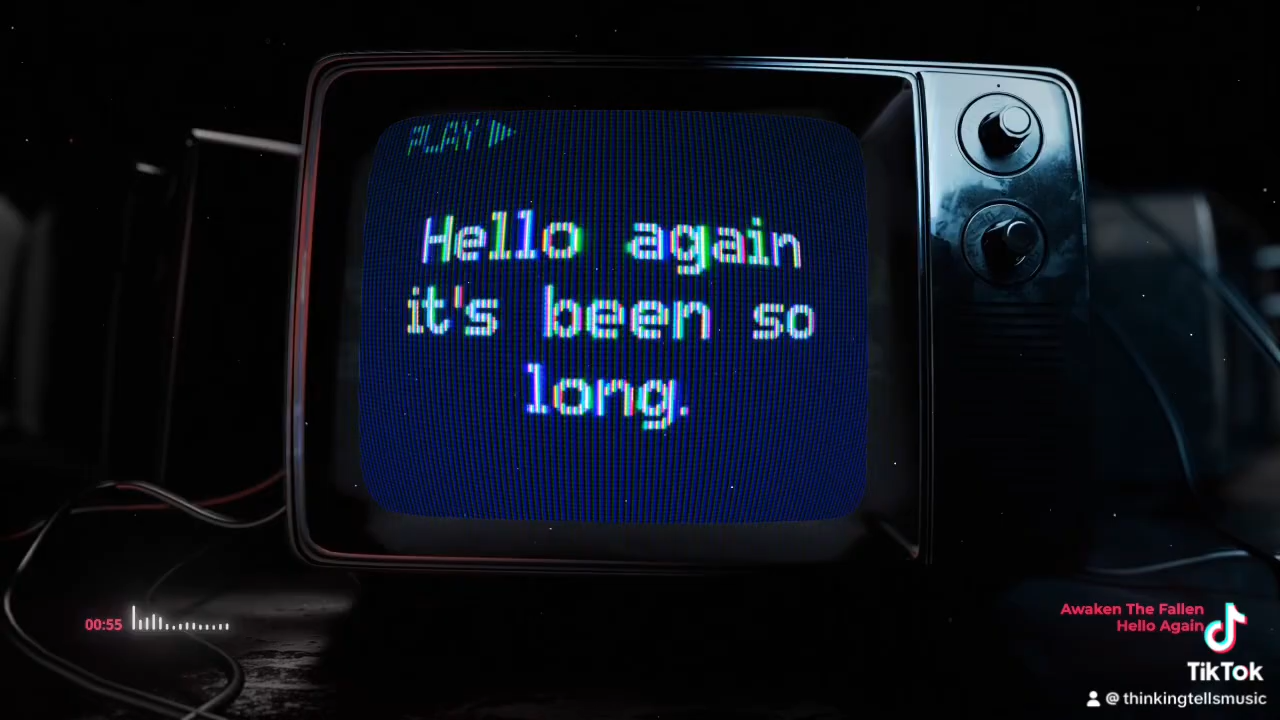 PLAY
Hello again
it's been so
long.
00:55
Awaken The Fallen
Hello Again
TikTok
@thinkingtellsmusic